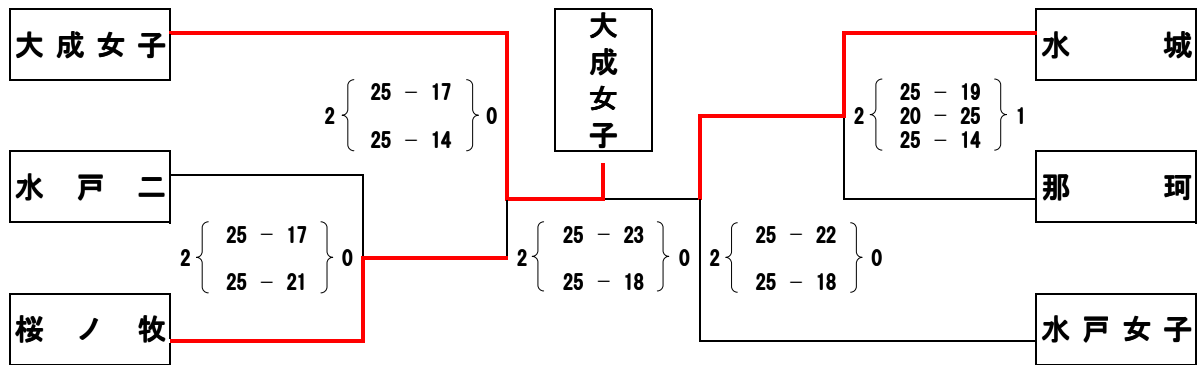 大成女子
大成女子
水城
2 25 － 17 0
25 － 14
2 25 － 19 1
20 － 25
25 － 14
水戸二
那珂
2 25 － 17 0
25 － 21
2 25 － 23 0
25 － 18
2 25 － 22 0
25 － 18
桜ノ牧
水戸女子